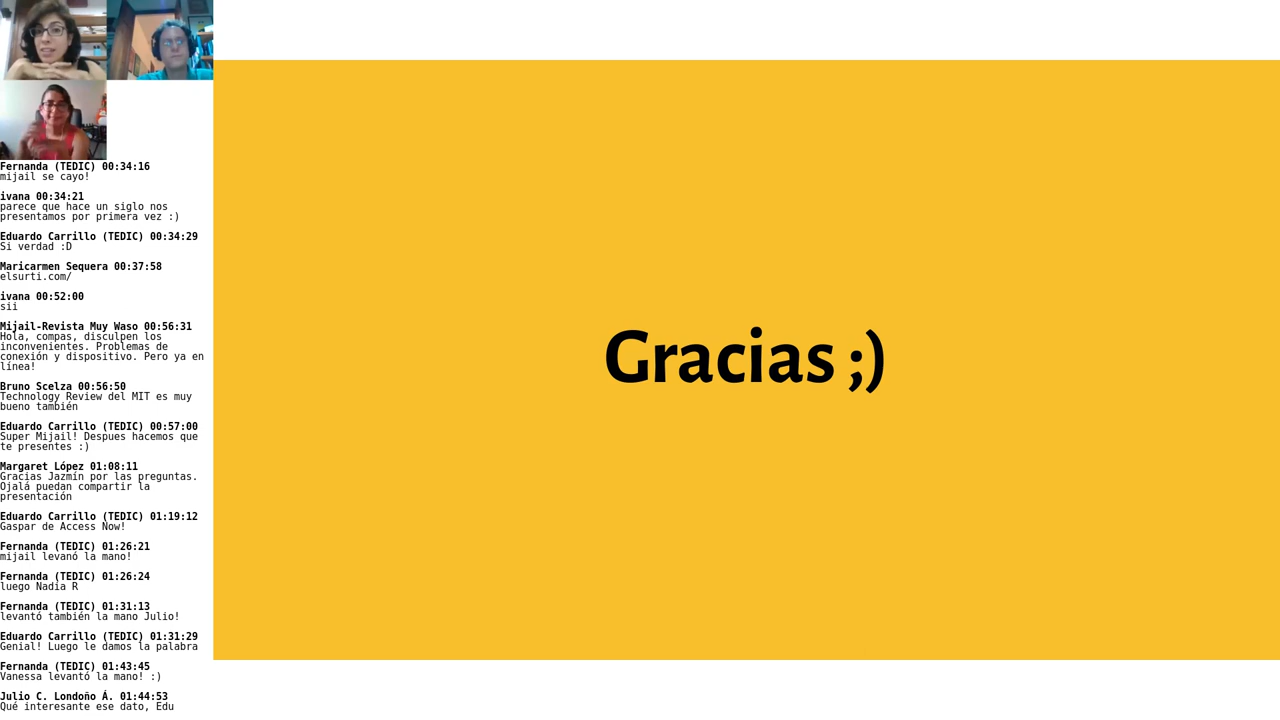 Fernanda (TEDIC) 00:34:16
mijail se cayo!
ivana 00:34:21
parece que hace un siglo nos
presentamos por primera vez :)
Eduardo Carrillo (TEDIC) 00:34:29
Si verdad :D
Maricarmen Sequera 00:37:58
elsurti.com/
ivana 00:52:00
sii
Mijail-Revista Muy Waso 00:56:31
Hola, compas, disculpen los
inconvenientes. Problemas de
conexión y dispositivo. Pero ya en
línea!
Bruno Scelza 00:56:50
Technology Review del MIT es muy
bueno también
Eduardo Carrillo (TEDIC) 00:57:00
Super Mijail! Despues hacemos que
te presentes :)
Margaret López 01:08:11
Gracias Jazmín por las preguntas.
Ojalá puedan compartir la
presentación
Eduardo Carrillo (TEDIC) 01:19:12
Gaspar de Access Now!
Fernanda (TEDIC) 01:26:21
mijail levanó la mano!
Fernanda (TEDIC) 01:26:24
luego Nadia R
Fernanda (TEDIC) 01:31:13
levantó también la mano Julio!
Eduardo Carrillo (TEDIC) 01:31:29
Genial! Luego le damos la palabra
Fernanda (TEDIC) 01:43:45
Vanessa levantó la mano! :)
Julio C. Londoño Á. 01:44:53
Qué interesante ese dato, Edu
Gracias ;)